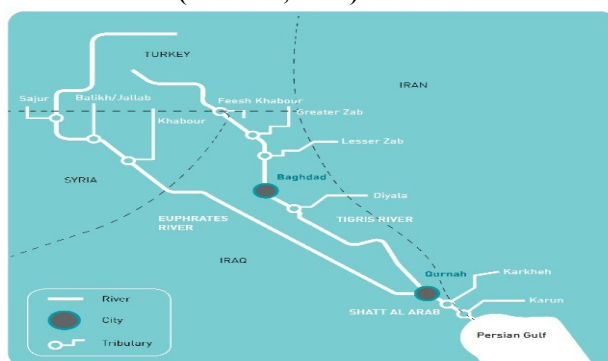 TURKEY
IRAN
Sajur
Balikh/Jallab
Feesh Khabour
Greater Zab
Khabour
Lesser Zab
SYRIA
Baghdad
Diyala
EUPHRATES
RIVER
TIGRIS RIVER
IRAQ
Qurnah
Karkheh
SHATT AL ARAB
Karun
Persian Gulf
River
City
Tributary